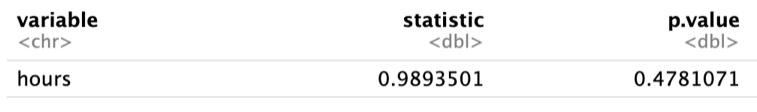 variable statistic p.value
<chr> <dbl> <dbl>
hours 0.9893501 0.4781071